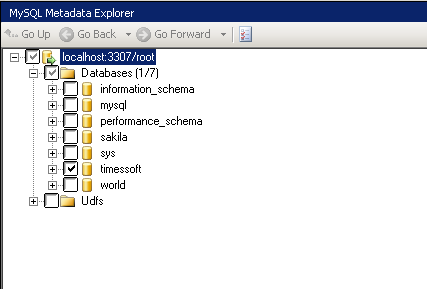 MySQL Metadata Explorer
Go Up Go Back Go Forward
localhost:3307/root
Databases (1/7)
information_schema
mysql
performance_schema
sakila
sys
timessoft
world
Udfs